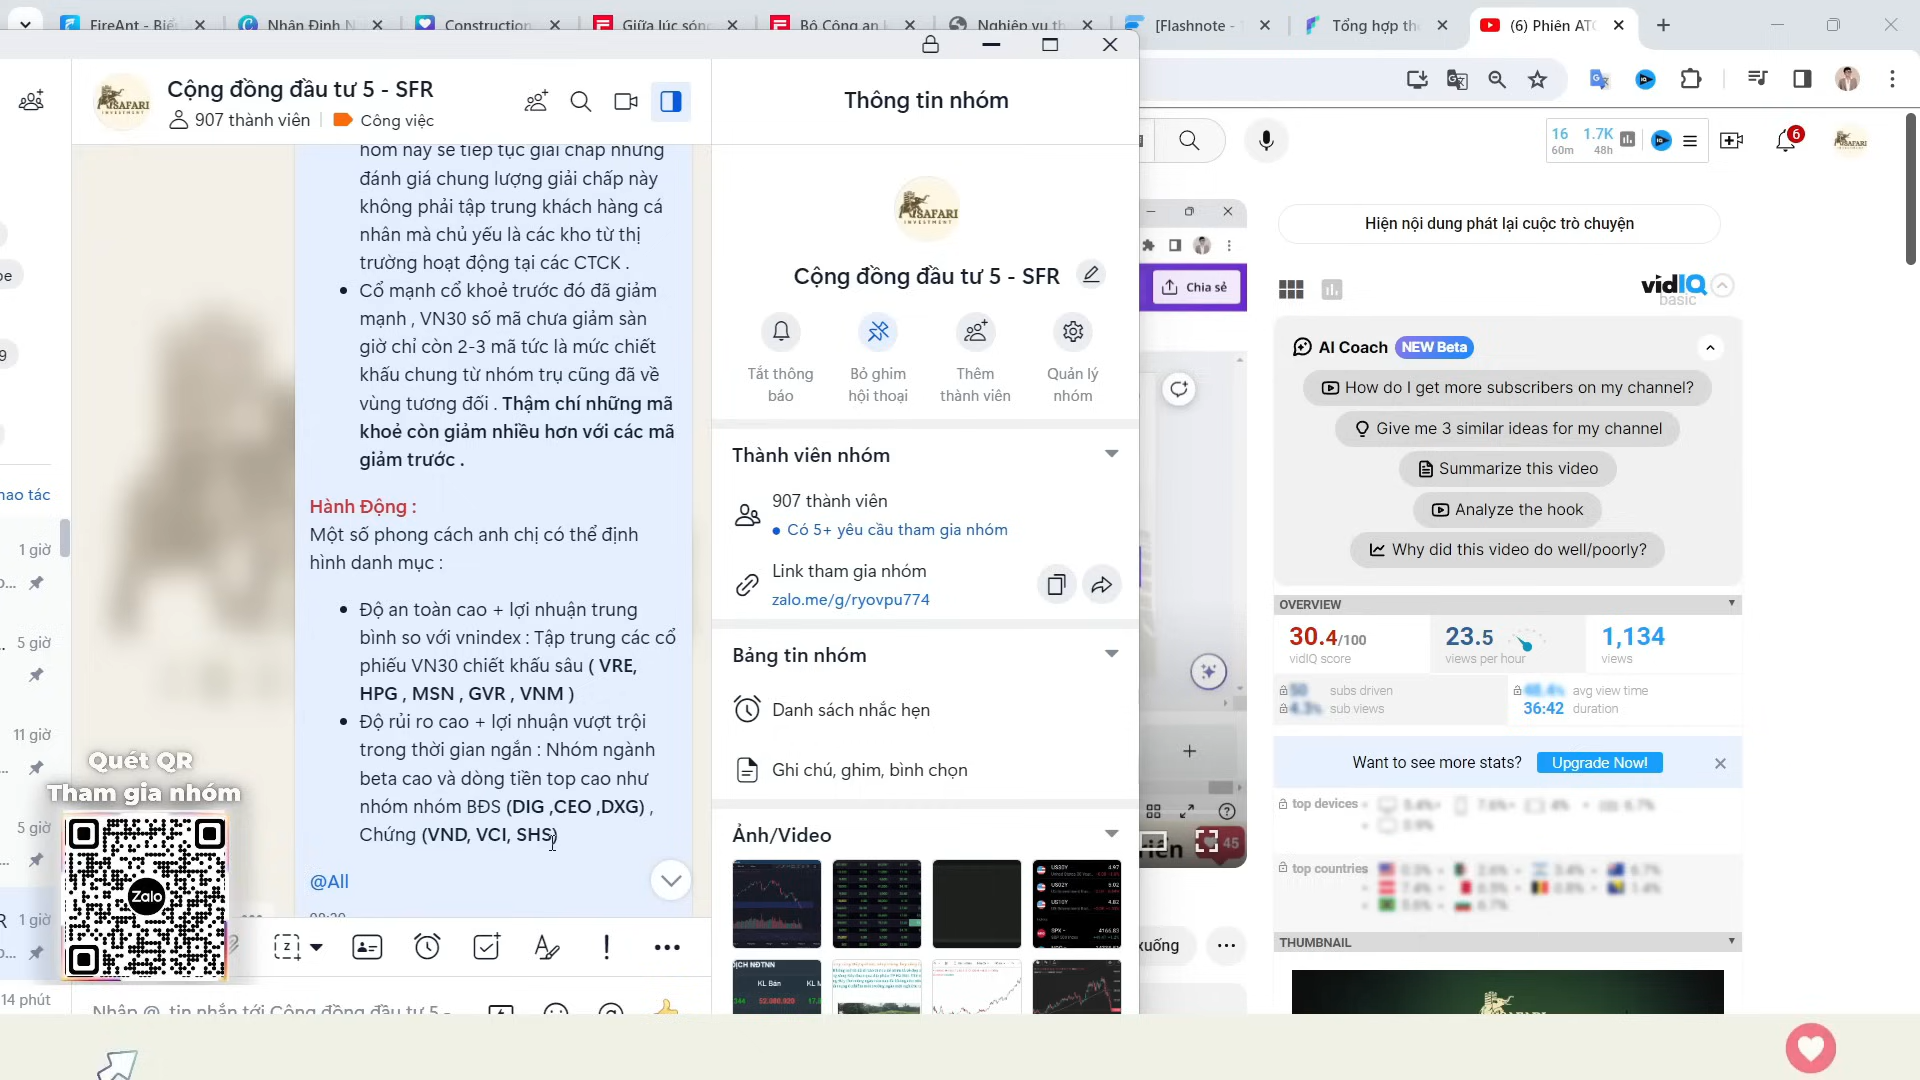 FireAnt - Biể
Nhận Định N
Construction
Giữa lúc sóng
Bộ Công an k
Nghiệp vụ th
[Flashnote - 1
Tổng hợp th
(6) Phiên ATC
Cộng đồng đầu tư 5 - SFR
907 thành viên
Công việc
Thông tin nhóm
hôm nay sẽ tiếp tục giải chấp nhưng
đánh giá chung lượng giải chấp này
không phải tập trung khách hàng cá
nhân mà chủ yếu là các kho từ thị
trường hoạt động tại các CTCK .
Cổ mạnh cổ khoẻ trước đó đã giảm
mạnh , VN30 số mã chưa giảm sàn
giờ chỉ còn 2-3 mã tức là mức chiết
khấu chung từ nhóm trụ cũng đã về
vùng tương đối . Thậm chí những mã
khoẻ còn giảm nhiều hơn với các mã
giảm trước .
Hành Động :
Một số phong cách anh chị có thể định
hình danh mục :
Độ an toàn cao + lợi nhuận trung
bình so với vnindex : Tập trung các cổ
phiếu VN30 chiết khấu sâu ( VRE,
HPG , MSN , GVR , VNM )
Độ rủi ro cao + lợi nhuận vượt trội
trong thời gian ngắn : Nhóm ngành
beta cao và dòng tiền top cao như
nhóm nhóm BĐS (DIG ,CEO ,DXG) ,
Chứng (VND, VCI, SHS)
@All
1 giờ
5 giờ
11 giờ
5 giờ
1 giờ
14 phút
Quét QR
Tham gia nhóm
Zalo
Nhập @, tin nhắn tới Cộng đồng đầu tư 5 -
SAFARI
INVESTMENT
Cộng đồng đầu tư 5 - SFR
Tắt thông
báo
Bỏ ghim
hội thoại
Thêm
thành viên
Quản lý
nhóm
Thành viên nhóm
907 thành viên
Có 5+ yêu cầu tham gia nhóm
Link tham gia nhóm
zalo.me/g/ryovpu774
Bảng tin nhóm
Danh sách nhắc hẹn
Ghi chú, ghim, bình chọn
Ảnh/Video
KL Bán
Chia sẻ
45
xuống
16
60m
1.7K
48h
6
Hiện nội dung phát lại cuộc trò chuyện
vidIQ
basic
AI Coach NEW Beta
How do I get more subscribers on my channel?
Give me 3 similar ideas for my channel
Summarize this video
Analyze the hook
Why did this video do well/poorly?
OVERVIEW
30.4/100
vidIQ score
23.5
views per hour
1,134
views
subs driven
sub views
avg view time
36:42 duration
Want to see more stats? Upgrade Now!
top devices
top countries
THUMBNAIL